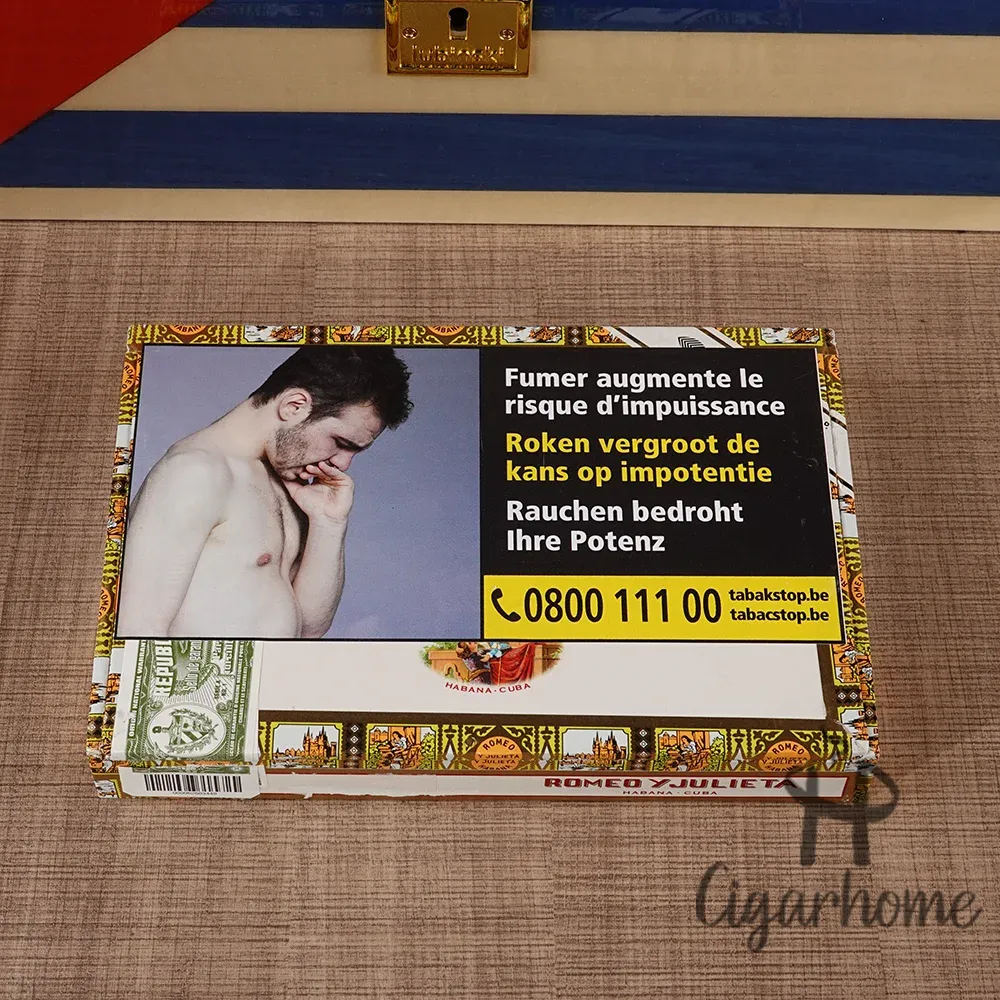 Fumer augmente le
risque d'impuissance
Roken vergroot de
kans op impotentie
Rauchen bedroht
Ihre Potenz
0800 111 00
tabakstop.be
tabacstop.be
HABANA · CUBA
ROMEO
Y JULIETA
ROMEO Y JULIETA
HABANA · CUBA
Cigarhome